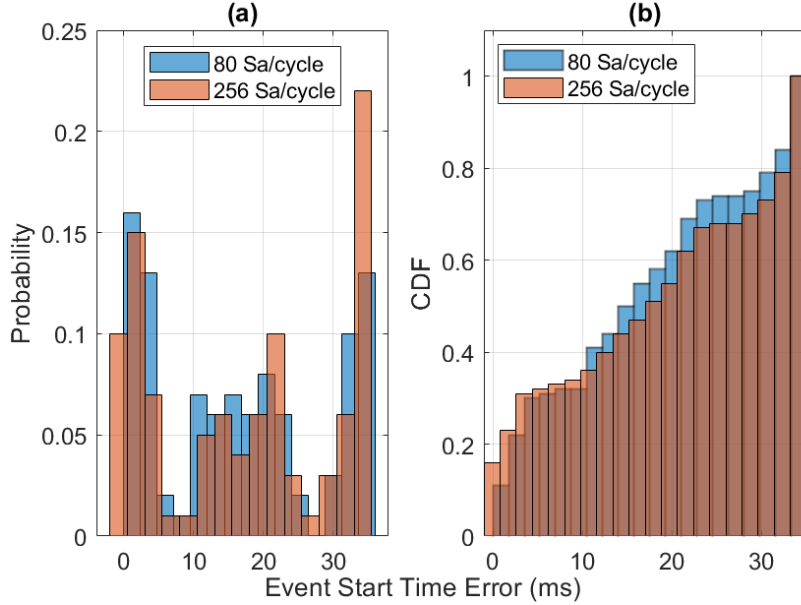 (a)
80 Sa/cycle
256 Sa/cycle
Probability
0.25
0.2
0.15
0.1
0.05
0
0 10 20 30
(b)
80 Sa/cycle
256 Sa/cycle
CDF
1
0.8
0.6
0.4
0.2
0
0 10 20 30
Event Start Time Error (ms)